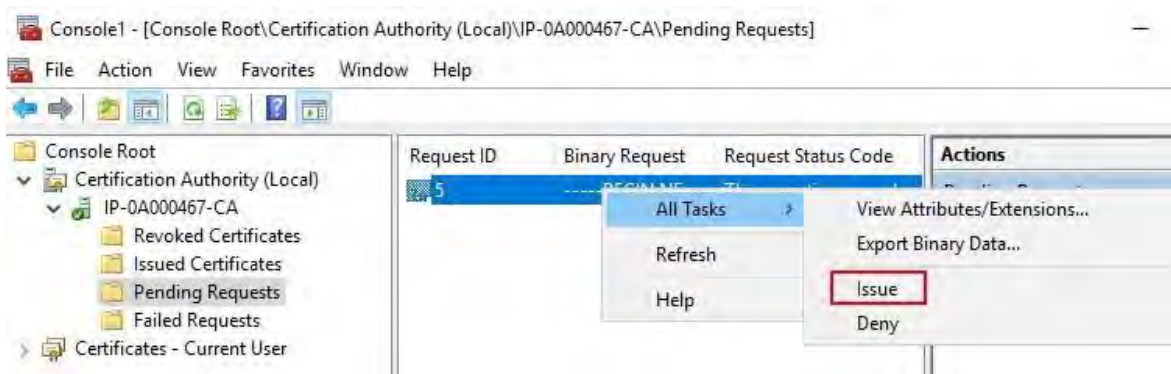 Console1 - [Console Root\Certification Authority (Local)\IP-0A000467-CA\Pending Requests]
File Action View Favorites Window Help
Console Root
Certification Authority (Local)
IP-0A000467-CA
Revoked Certificates
Issued Certificates
Pending Requests
Failed Requests
Certificates - Current User
Request ID Binary Request Request Status Code
5
All Tasks
Refresh
Help
Actions
View Attributes/Extensions...
Export Binary Data...
Issue
Deny